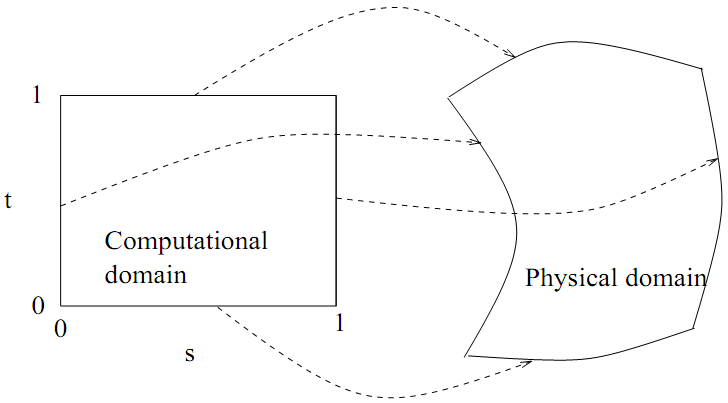 1
t
Computational
domain
Physical domain
0
0
1
s